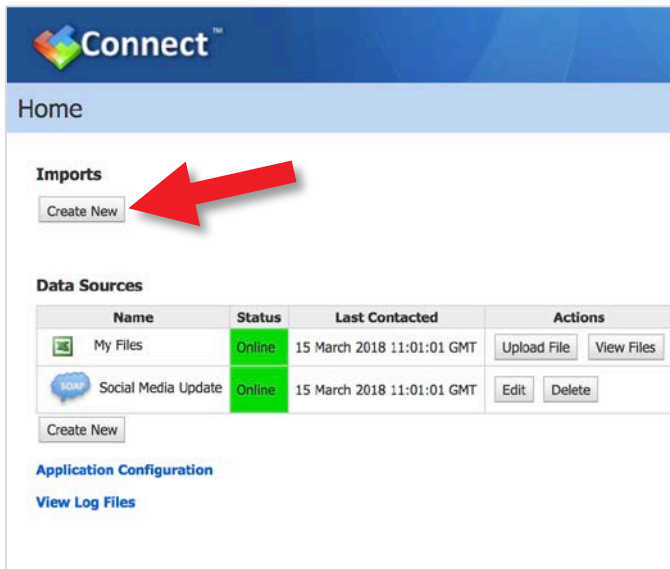 Connect™
Home
Imports
Create New
Data Sources
Name Status Last Contacted Actions
My Files Online 15 March 2018 11:01:01 GMT Upload File View Files
SOAP Social Media Update Online 15 March 2018 11:01:01 GMT Edit Delete
Create New
Application Configuration
View Log Files